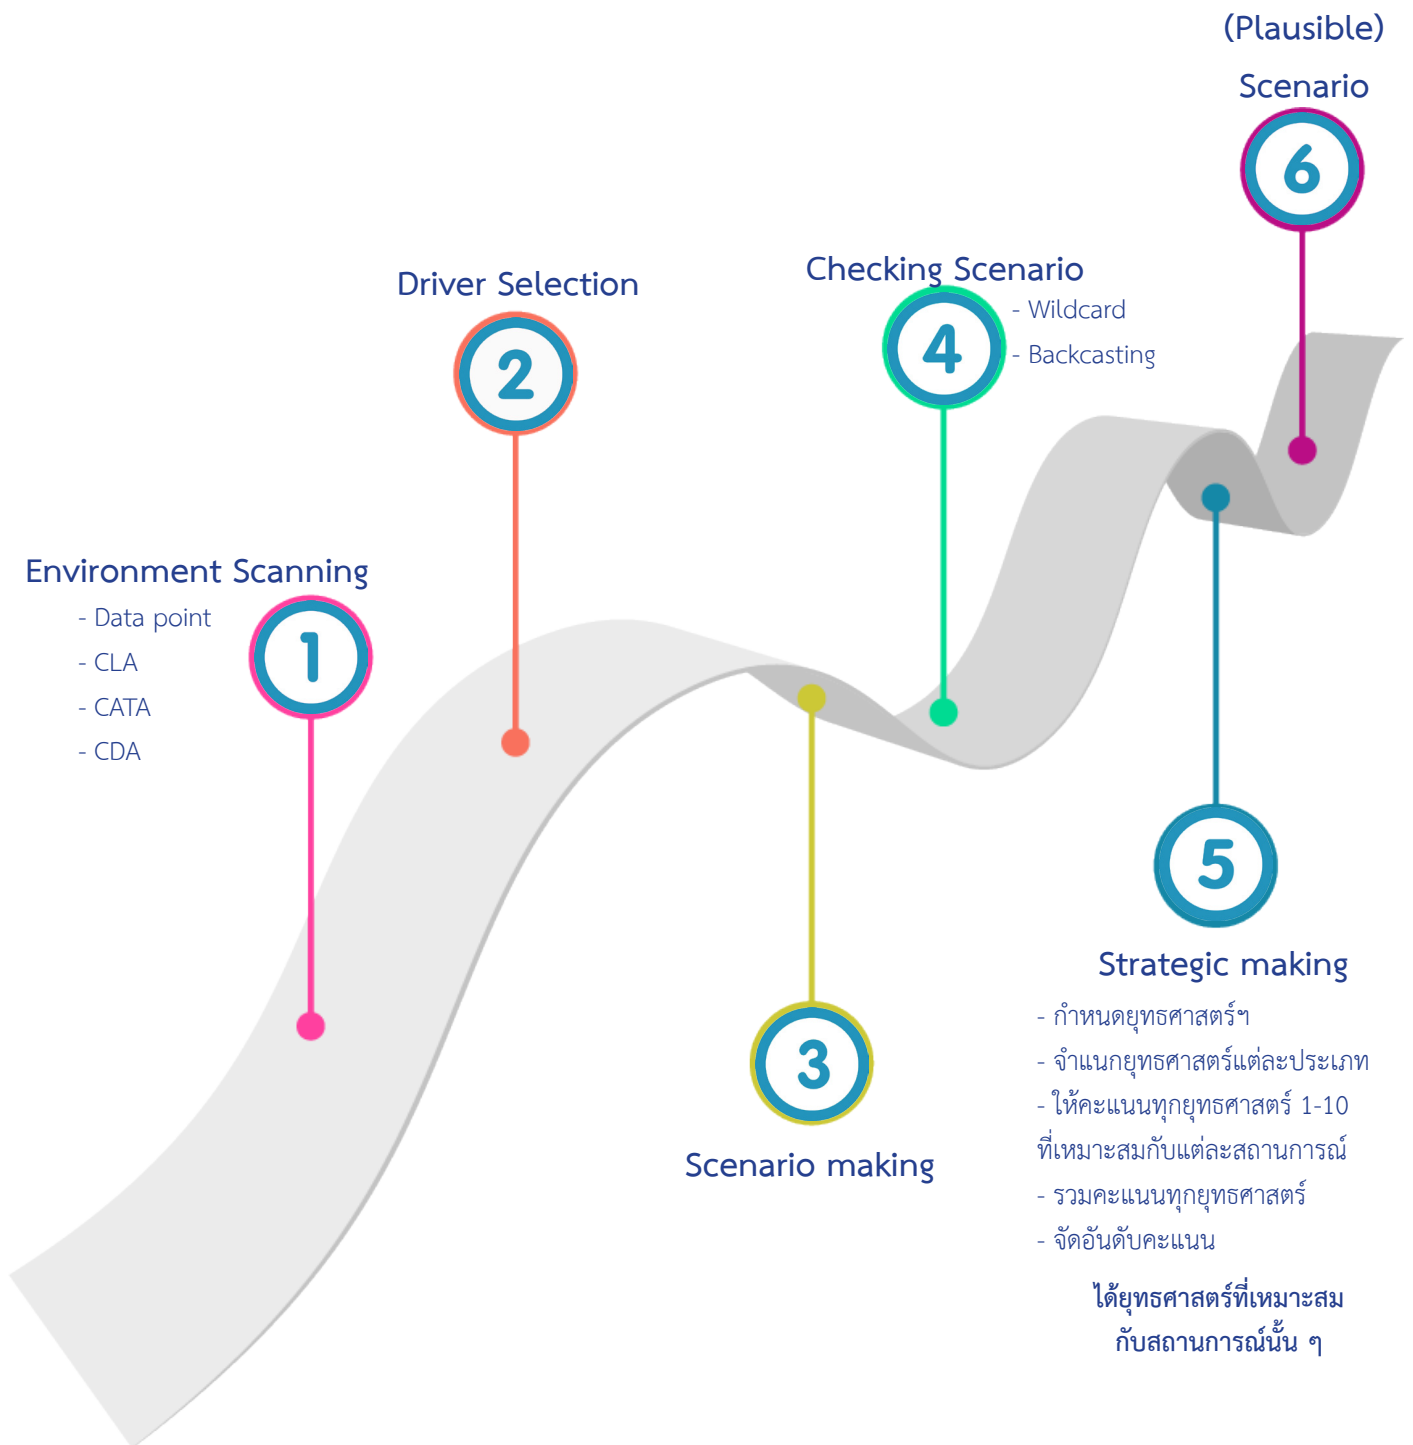 Environment Scanning
1
- Data point
- CLA
- CATA
- CDA
Driver Selection
2
3
Scenario making
Checking Scenario
4
- Wildcard
- Backcasting
5
Strategic making
- กำหนดยุทธศาสตร์ฯ
- จำแนกยุทธศาสตร์แต่ละประเภท
- ให้คะแนนทุกยุทธศาสตร์ 1-10
ที่เหมาะสมกับแต่ละสถานการณ์
- รวมคะแนนทุกยุทธศาสตร์
- จัดอันดับคะแนน
ได้ยุทธศาสตร์ที่เหมาะสม
กับสถานการณ์นั้น ๆ
(Plausible)
Scenario
6